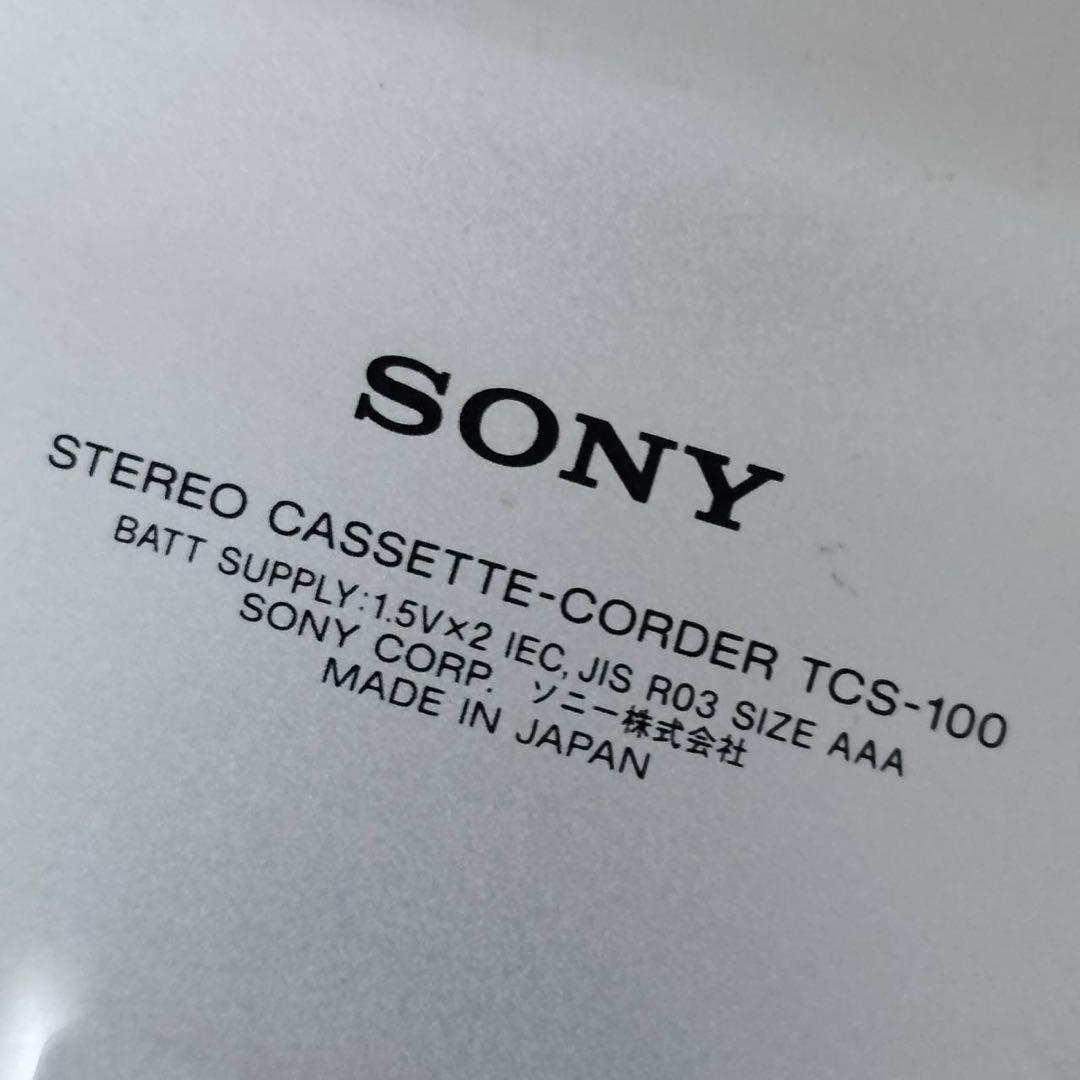 SONY
STEREO CASSETTE-CORDER TCS-100
BATT SUPPLY:1.5V×2 IEC, JIS R03 SIZE AAA
SONY CORP. ソニー株式会社
MADE IN JAPAN